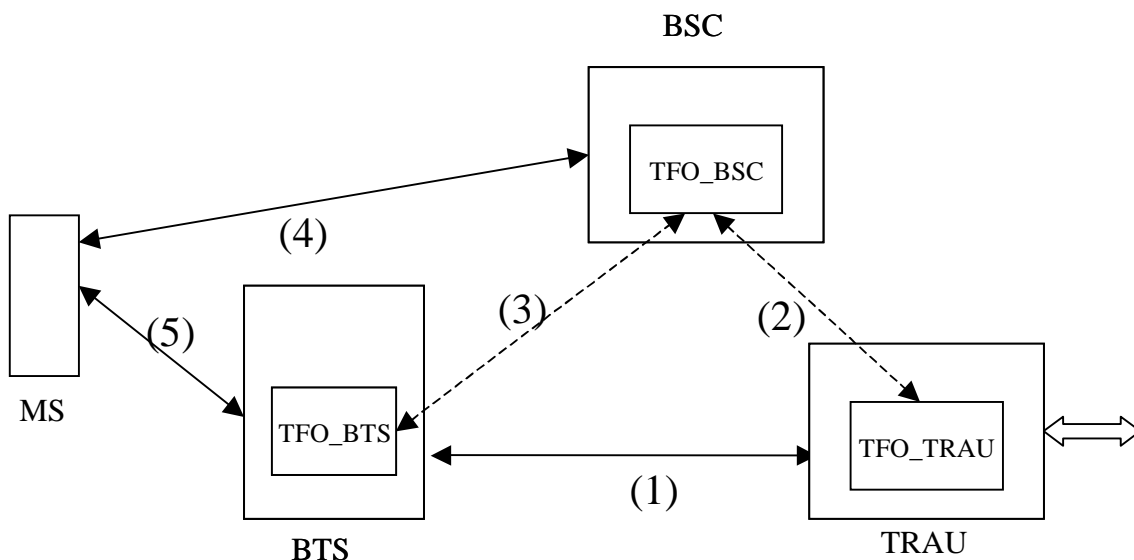 BSC
TFO_BSC
(4)
(3)
(2)
(5)
MS
TFO_BTS
TFO_TRAU
(1)
BTS
TRAU